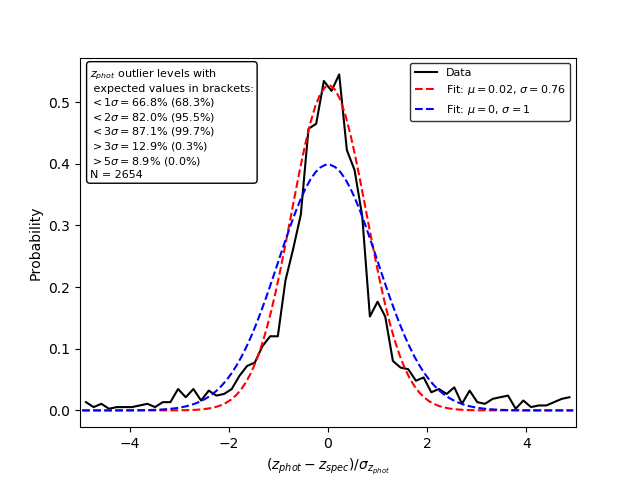 z_phot outlier levels with
expected values in brackets:
< 1σ = 66.8% (68.3%)
< 2σ = 82.0% (95.5%)
< 3σ = 87.1% (99.7%)
> 3σ = 12.9% (0.3%)
> 5σ = 8.9% (0.0%)
N = 2654
Data
Fit: μ = 0.02, σ = 0.76
Fit: μ = 0, σ = 1
Probability
0.5
0.4
0.3
0.2
0.1
0.0
−4 −2 0 2 4
(z_phot − z_spec)/σ_z_phot